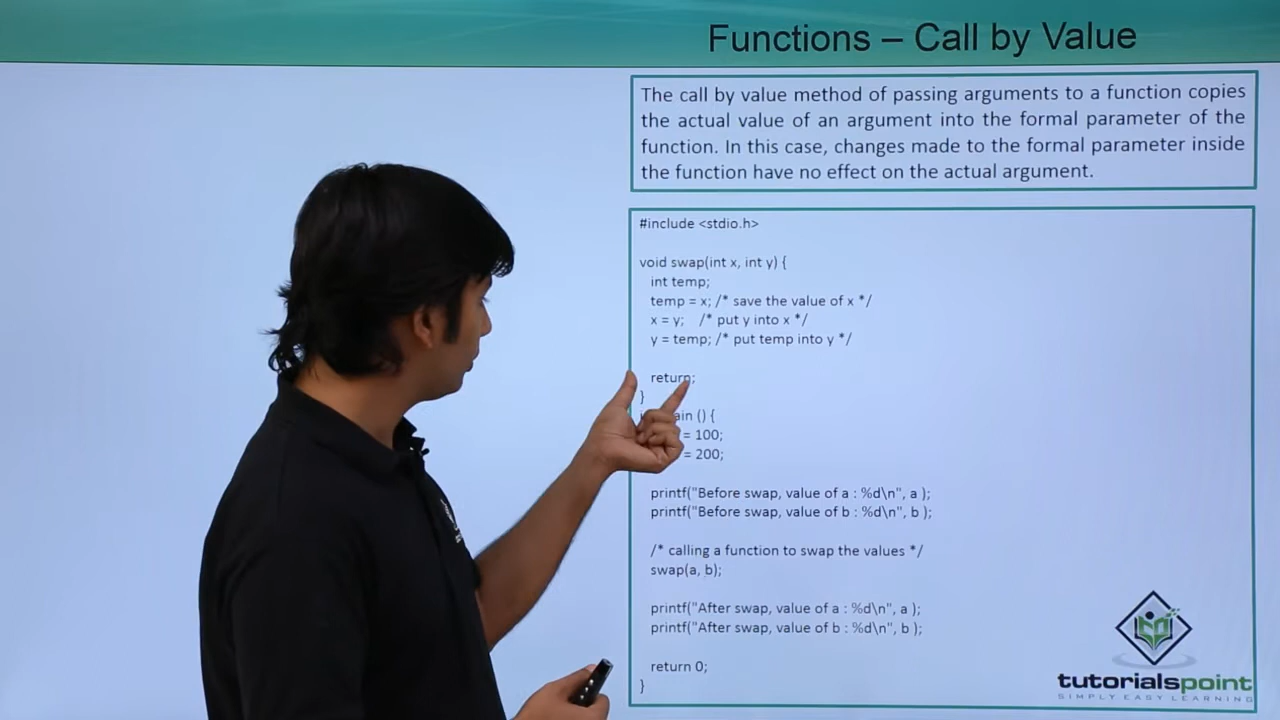 Functions – Call by Value
The call by value method of passing arguments to a function copies
the actual value of an argument into the formal parameter of the
function. In this case, changes made to the formal parameter inside
the function have no effect on the actual argument.
#include <stdio.h>
void swap(int x, int y) {
int temp;
temp = x; /* save the value of x */
x = y; /* put y into x */
y = temp; /* put temp into y */
return;
}
() {
= 100;
= 200;
printf("Before swap, value of a : %d\n", a );
printf("Before swap, value of b : %d\n", b );
/* calling a function to swap the values */
swap(a, b);
printf("After swap, value of a : %d\n", a );
printf("After swap, value of b : %d\n", b );
return 0;
}
tutorialspoint
SIMPLY EASY LEARNING